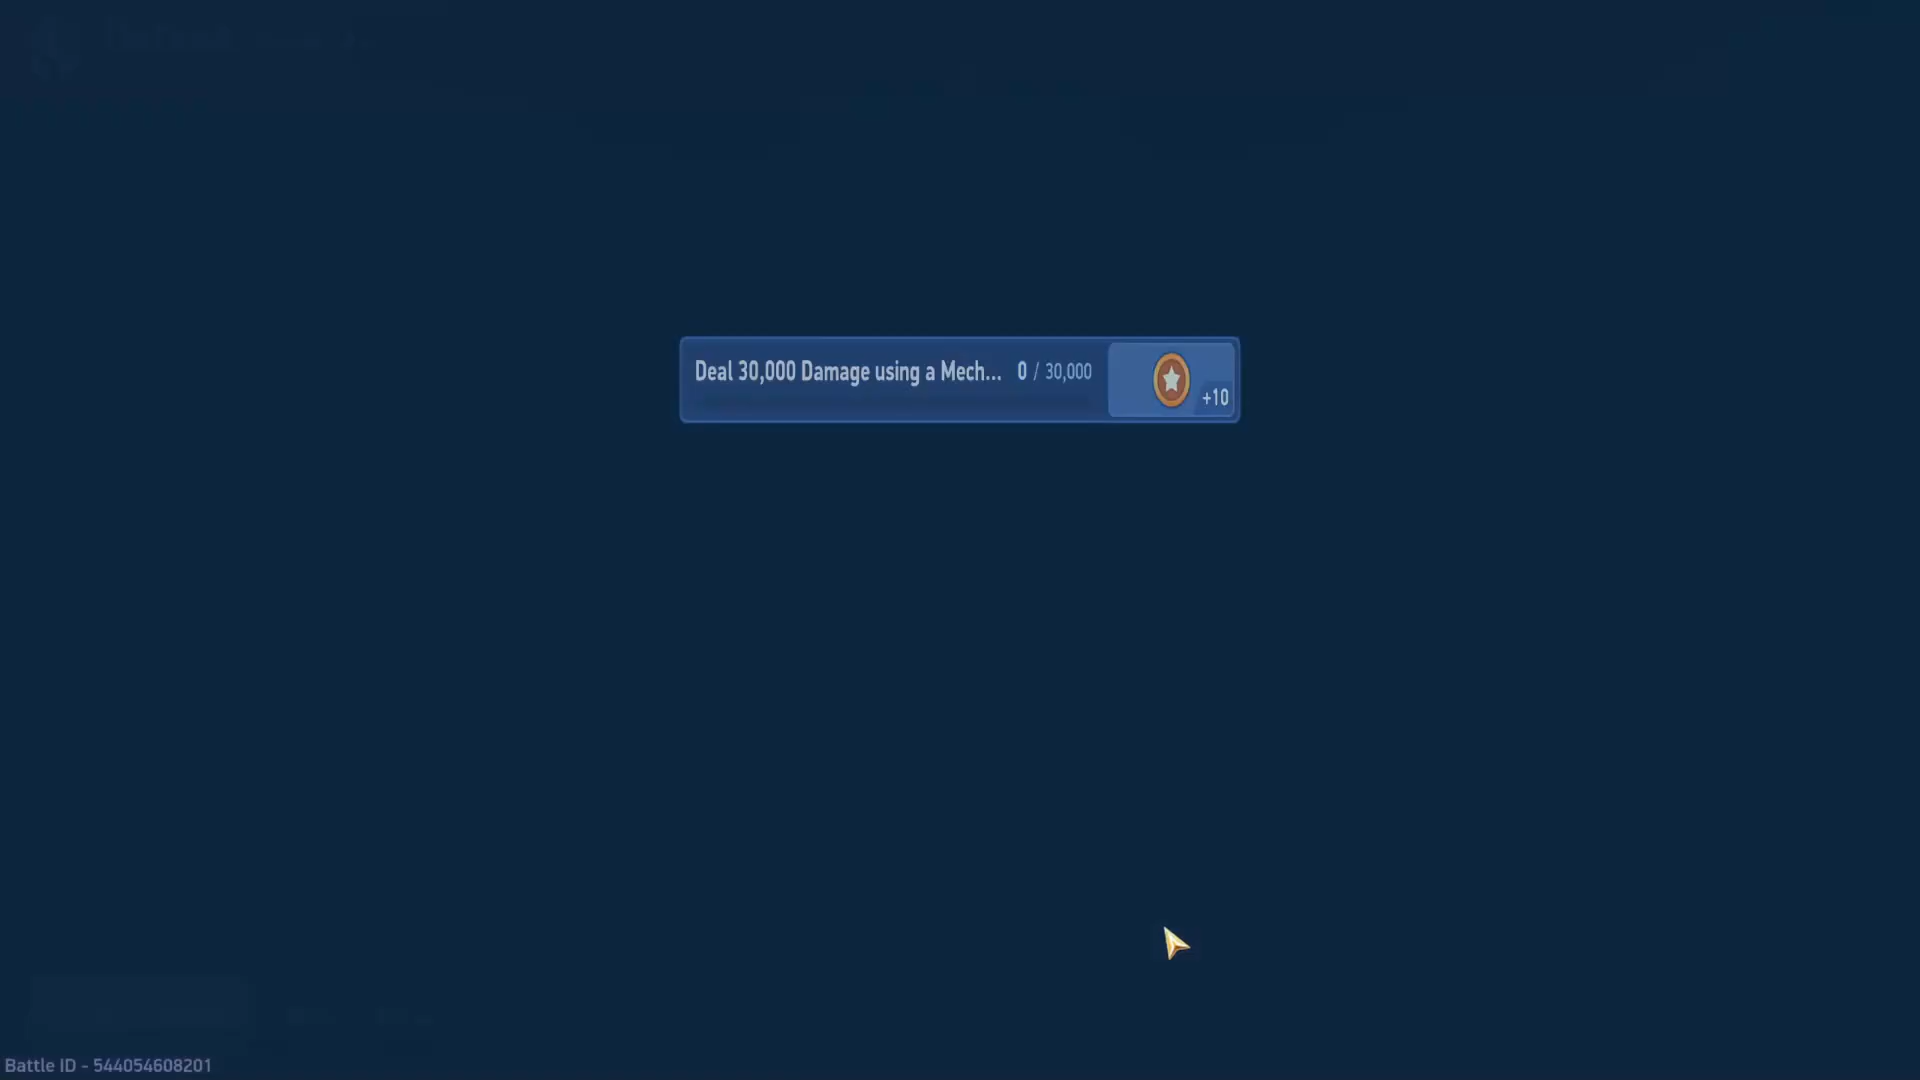 Deal 30,000 Damage using a Mech... 0 / 30,000
+10
Battle ID - 544054608201